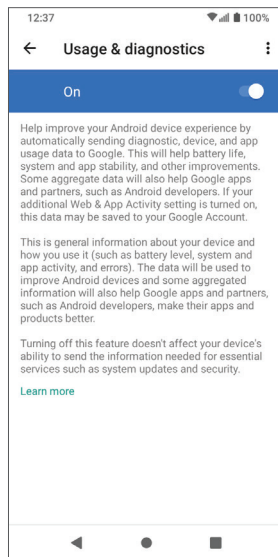 12:37 100%
Usage & diagnostics
On
Help improve your Android device experience by
automatically sending diagnostic, device, and app
usage data to Google. This will help battery life,
system and app stability, and other improvements.
Some aggregate data will also help Google apps
and partners, such as Android developers. If your
additional Web & App Activity setting is turned on,
this data may be saved to your Google Account.
This is general information about your device and
how you use it (such as battery level, system and
app activity, and errors). The data will be used to
improve Android devices and some aggregated
information will also help Google apps and partners,
such as Android developers, make their apps and
products better.
Turning off this feature doesn't affect your device's
ability to send the information needed for essential
services such as system updates and security.
Learn more